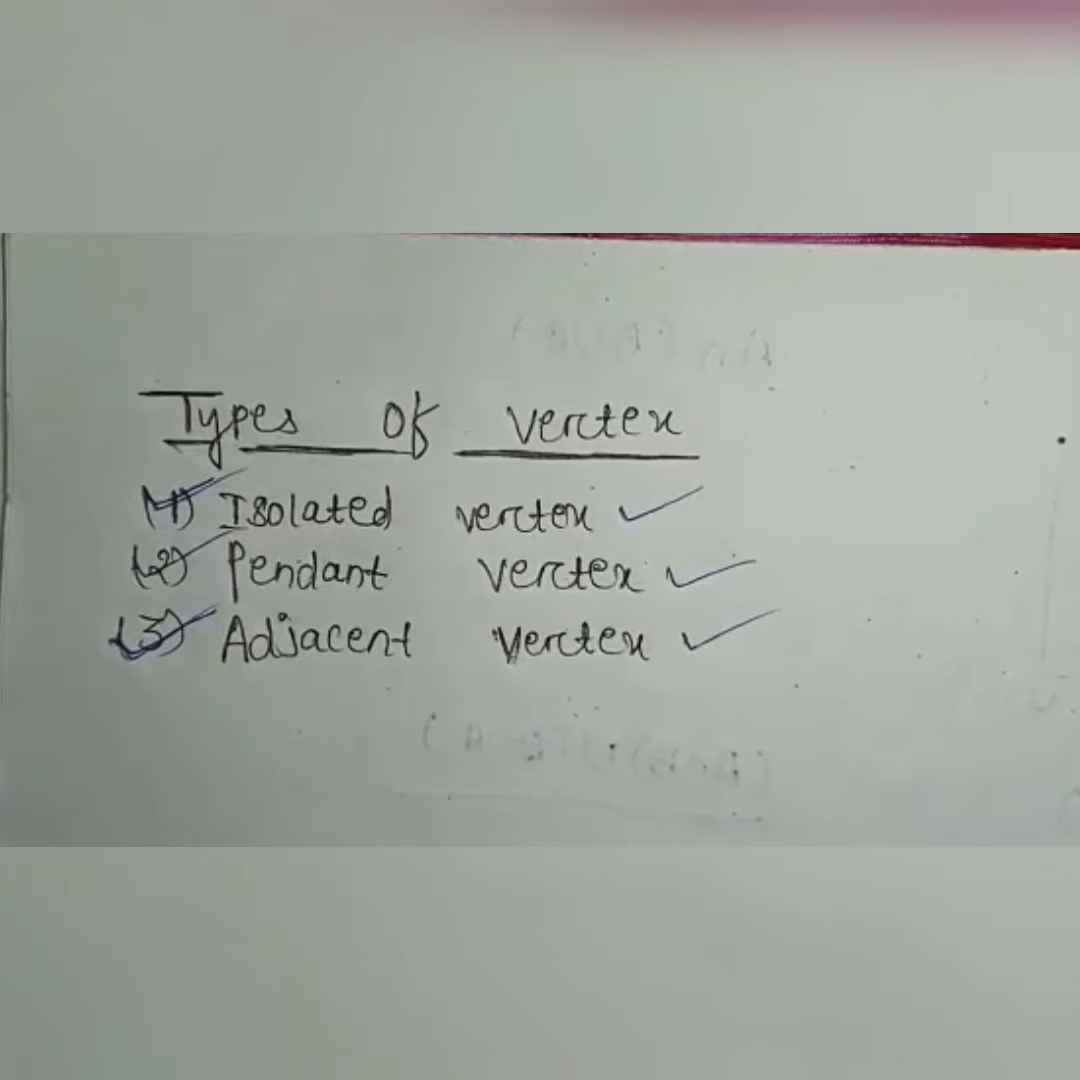 Types Of vertex
(1) Isolated vertex ✓
(2) Pendant vertex ✓
(3) Adjacent vertex ✓